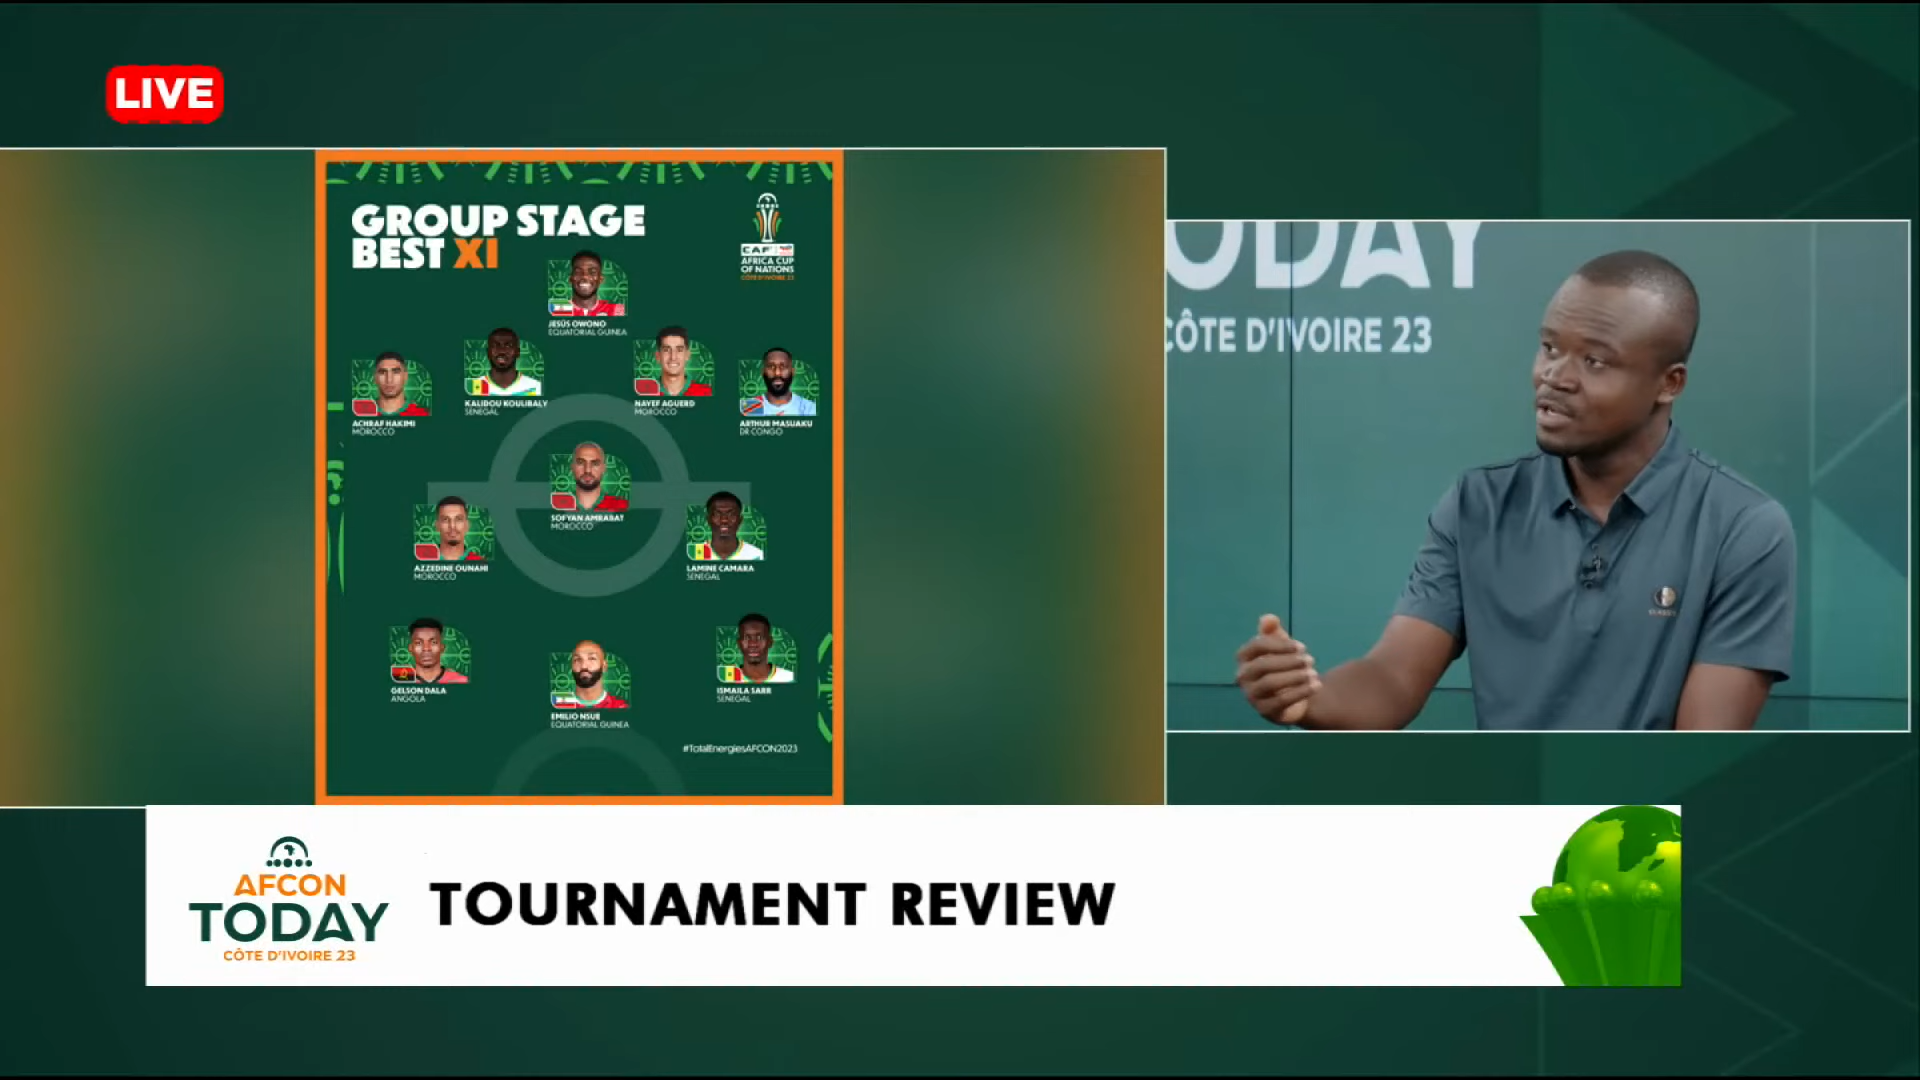 LIVE
GROUP STAGE
BEST XI
CAF
AFRICA CUP
OF NATIONS
CÔTE D'IVOIRE 23
JESÚS OWONO
EQUATORIAL GUINEA
KALIDOU KOULIBALY
SENEGAL
NAYEF AGUERD
MOROCCO
ACHRAF HAKIMI
MOROCCO
ARTHUR MASUAKU
DR CONGO
SOFYAN AMRABAT
MOROCCO
AZZEDINE OUNAHI
MOROCCO
LAMINE CAMARA
SENEGAL
GELSON DALA
ANGOLA
EMILIO NSUE
EQUATORIAL GUINEA
ISMAILA SARR
SENEGAL
#TotalEnergiesAFCON2023
ODAY
CÔTE D'IVOIRE 23
AFCON
TODAY
CÔTE D'IVOIRE 23
TOURNAMENT REVIEW